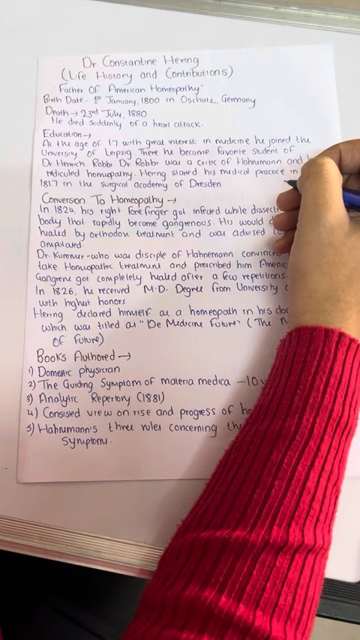 Dr Constantine Hering
(Life History and Contributions)
Father Of American Homeopathy
Birth Date - 1st January, 1800 in Oschatz, Germany
Death → 23rd July, 1880
He died suddenly of a heart attack.
Education →
At the age of 17 with great interest in medicine he joined the
University of Leipzig There he become Favorite Student of
Dr Henrich Robbi Dr Robbi was a critic of Hahnemann and
ridiculed homeopathy. Hering stared his medical practice in
1817 in the surgical academy of Dresden
Conversion To Homeopathy →
In 1824, his right fore finger got infected while
body that rapidly become gangrenous. His would
healed by orthodox treatment and was advised
amputated
Dr. Kummer - who was disciple of Hahnemann
take Homeopathic treatment and prescribed him
Gangrene got completely healed after a few repetitions
In 1826, he received M.D. Degree from University
with highest honors
Hering declared himself as a homeopath in his
which was titled as "De Medicine Future" (The
of Future)
Books Authored →
1) Domestic physician
2) The Guiding Symptom of materia medica - 10
3) Analytic Repertory (1881)
4) view on rise and progress of
5) Hahnemann's three rules concerning the
Symptoms.